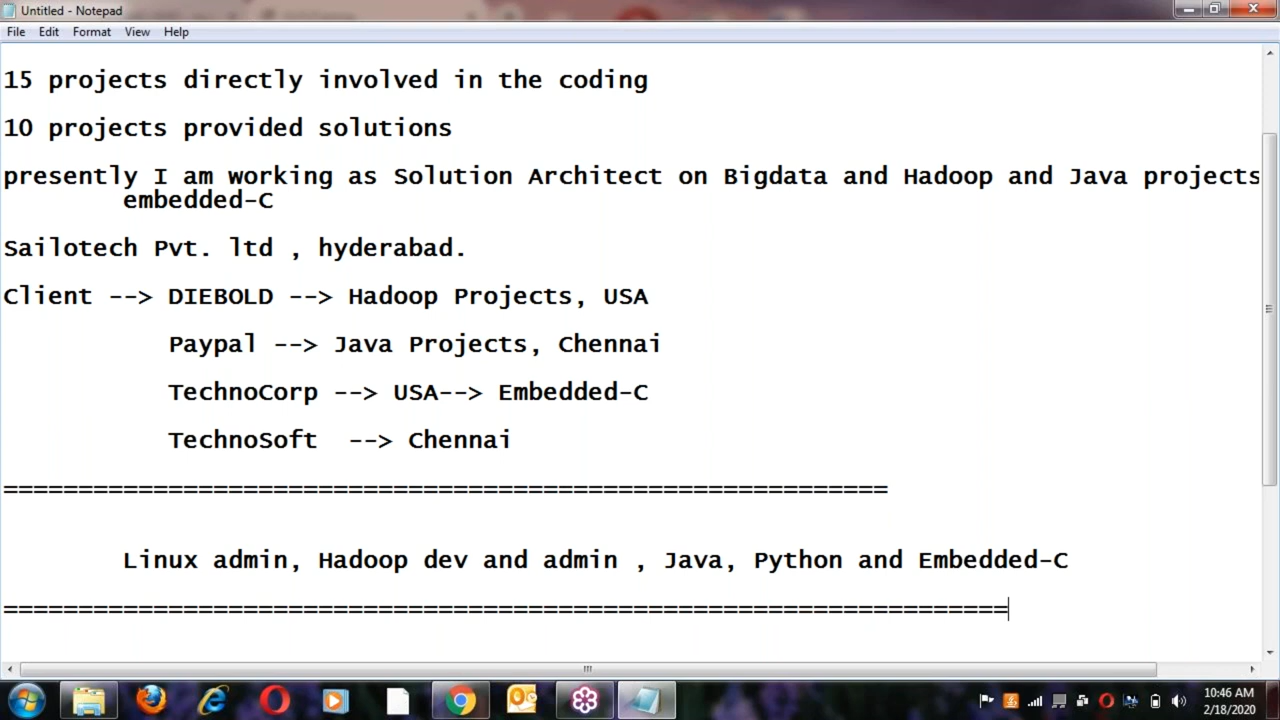 Untitled - Notepad
File Edit Format View Help
15 projects directly involved in the coding
10 projects provided solutions
presently I am working as Solution Architect on Bigdata and Hadoop and Java projects
embedded-C
Sailotech Pvt. ltd , hyderabad.
Client --> DIEBOLD --> Hadoop Projects, USA
Paypal --> Java Projects, Chennai
TechnoCorp --> USA--> Embedded-C
TechnoSoft --> Chennai
===========================================================
Linux admin, Hadoop dev and admin , Java, Python and Embedded-C
===================================================================
10:46 AM
2/18/2020